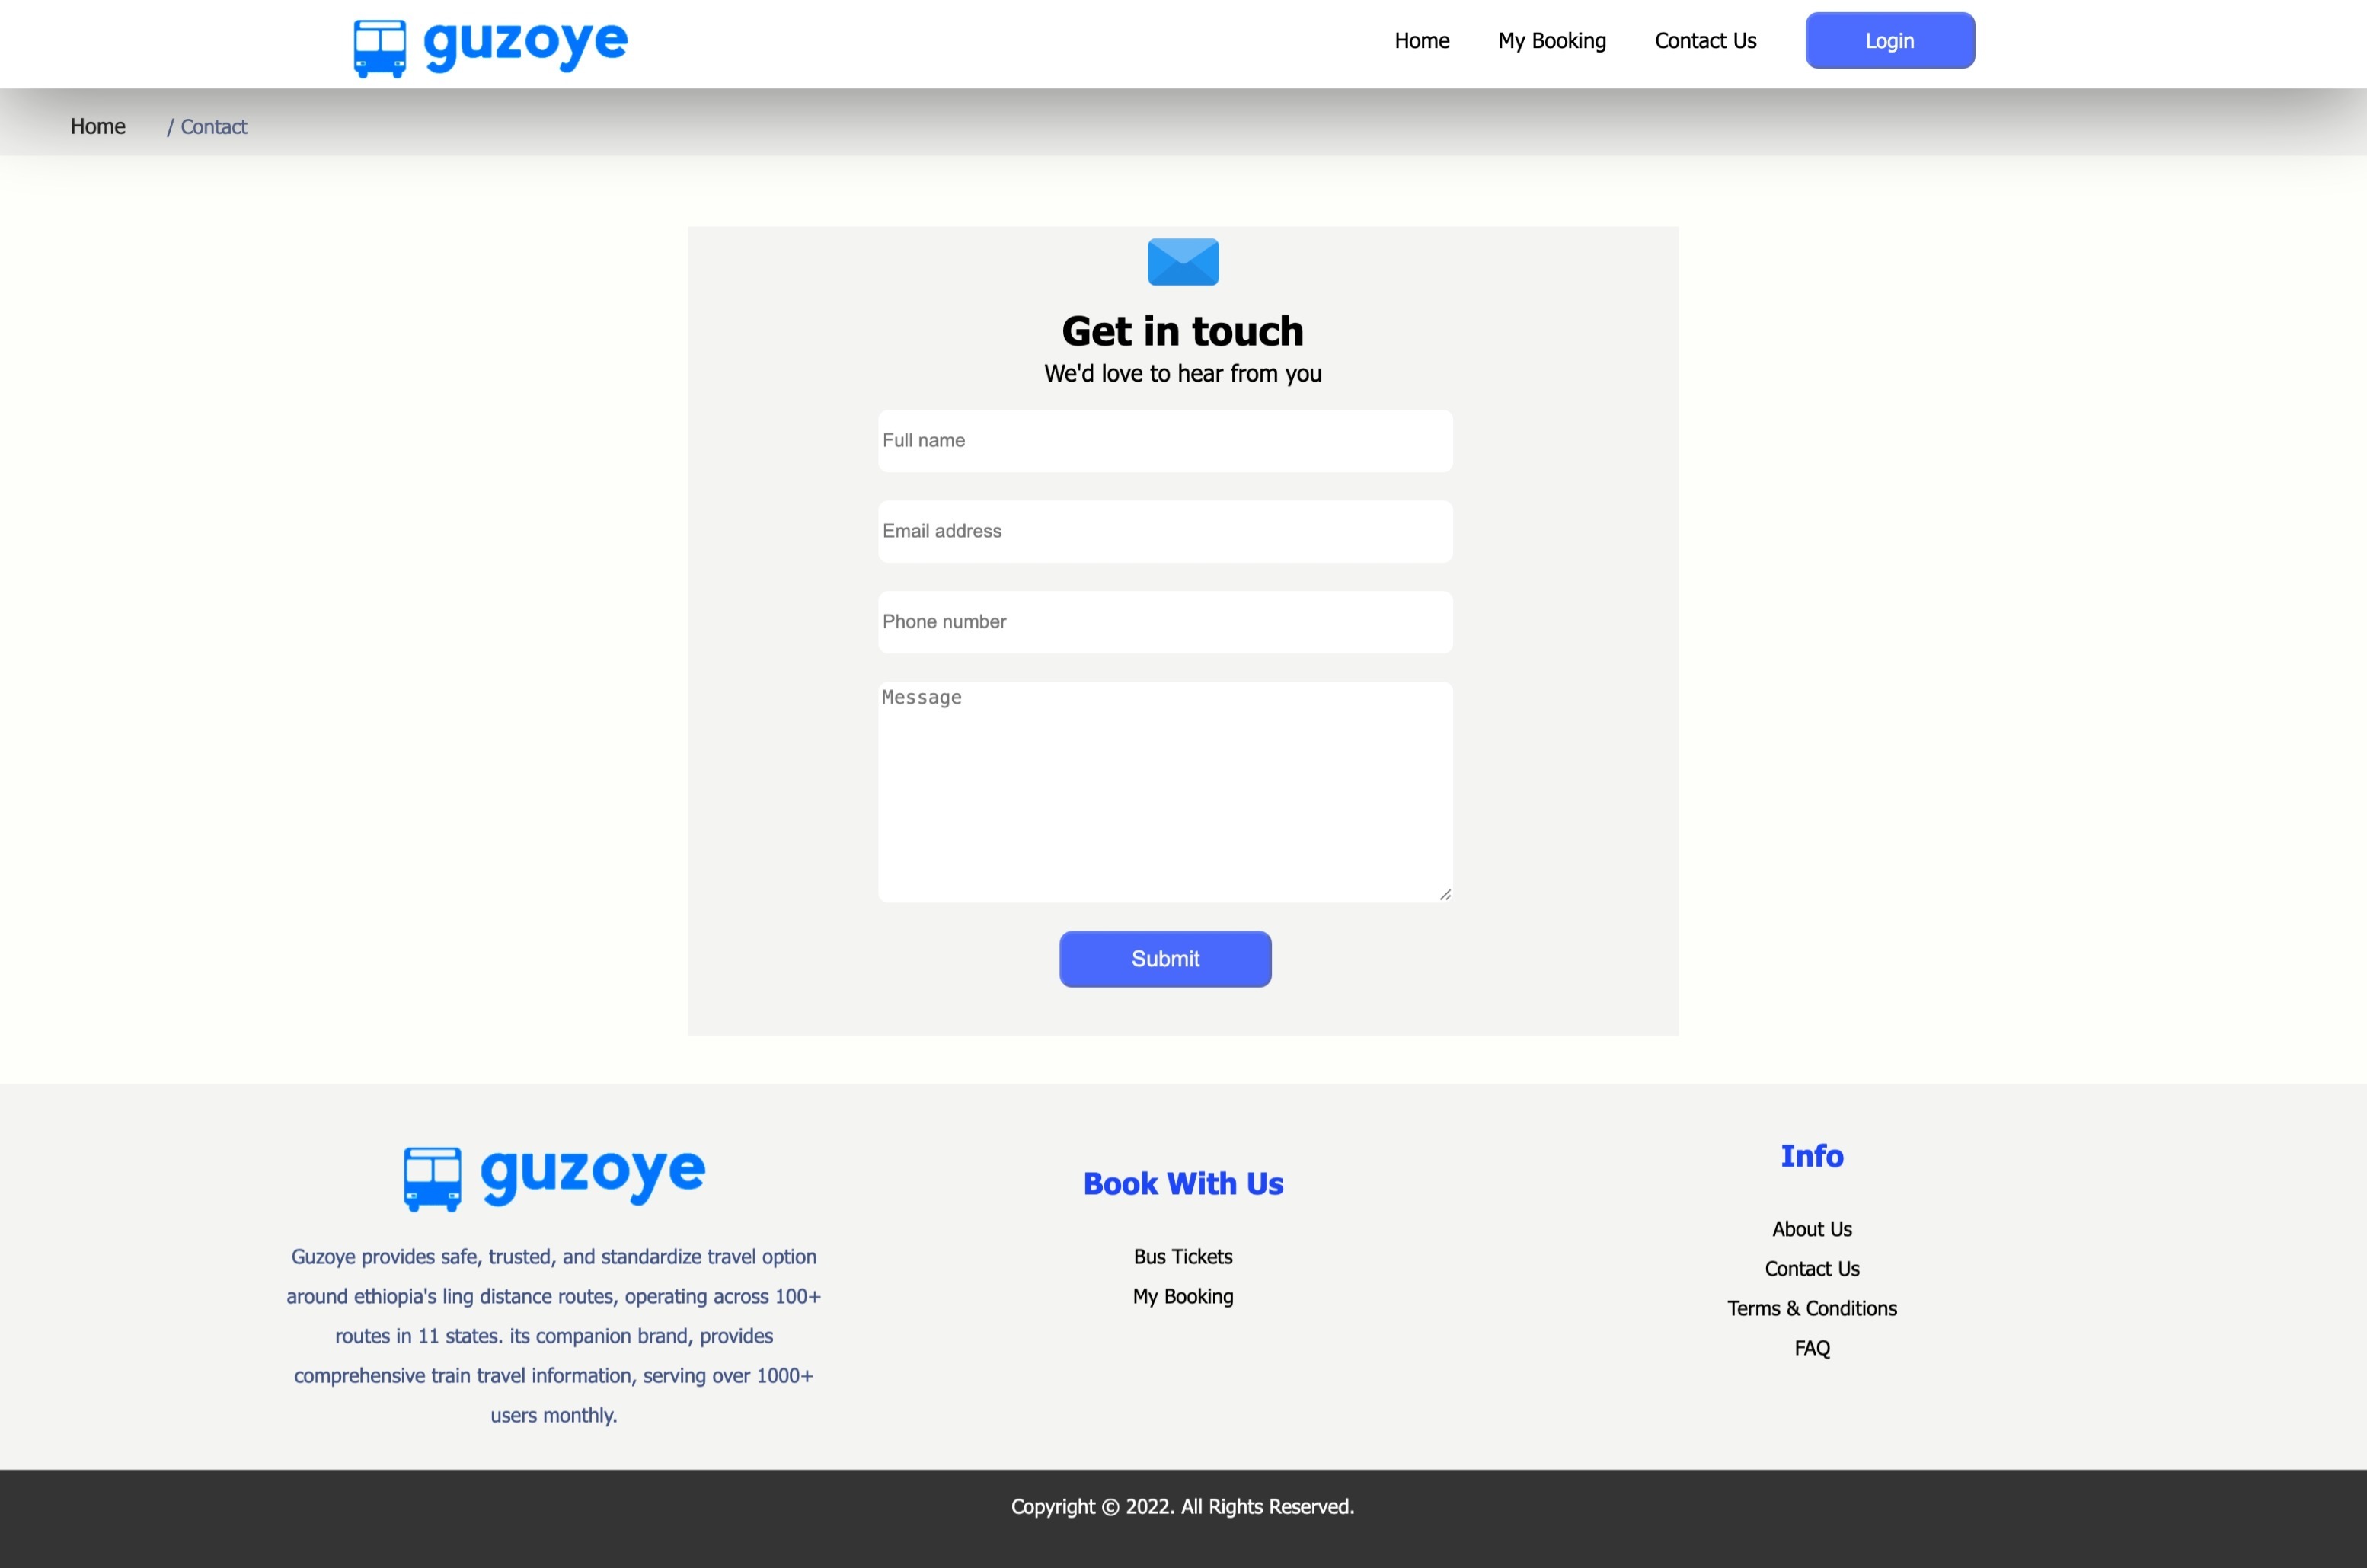 guzoye
Home
My Booking
Contact Us
Login
Home / Contact
Get in touch
We'd love to hear from you
Full name
Email address
Phone number
Message
Submit
guzoye
Guzoye provides safe, trusted, and standardize travel option
around ethiopia's ling distance routes, operating across 100+
routes in 11 states. its companion brand, provides
comprehensive train travel information, serving over 1000+
users monthly.
Book With Us
Bus Tickets
My Booking
Info
About Us
Contact Us
Terms & Conditions
FAQ
Copyright © 2022. All Rights Reserved.